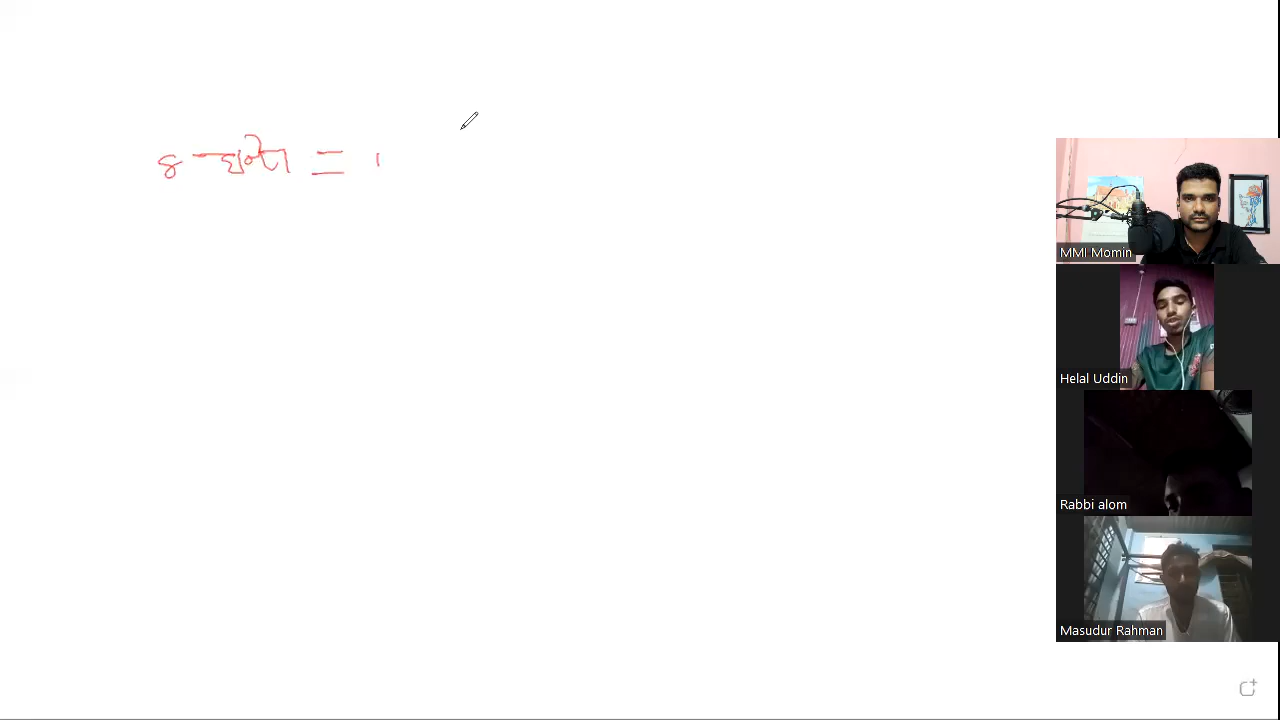 ৪ ঘন্টা =
MMI Momin
Helal Uddin
Rabbi alom
Masudur Rahman